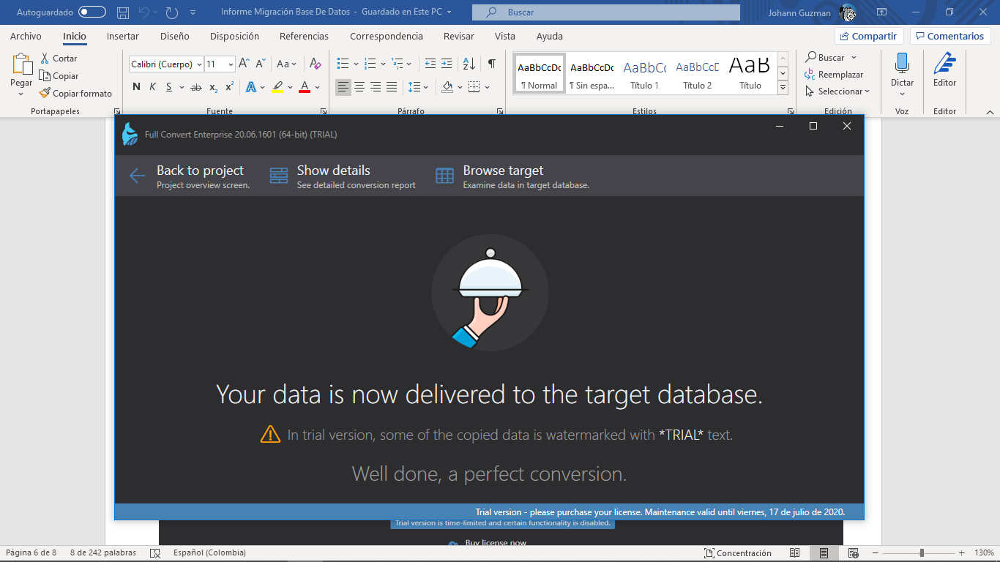 Autoguardado
Informe Migración Base De Datos - Guardado en Este PC
Buscar
Johann Guzman
Archivo Inicio Insertar Diseño Disposición Referencias Correspondencia Revisar Vista Ayuda
Compartir Comentarios
Pegar
Cortar
Copiar
Copiar formato
Portapapeles
Calibri (Cuerpo) 11
Aa
N K S ab x₂ x²
A A
Fuente
Párrafo
AaBbCcDc AaBbCcDc AaBbCc AaBbCcD AaB
¶ Normal ¶ Sin espa... Título 1 Título 2 Título
Estilos
Buscar
Reemplazar
Seleccionar
Edición
Dictar
Voz
Editor
Editor
Full Convert Enterprise 20.06.1601 (64-bit) (TRIAL)
Back to project
Project overview screen.
Show details
See detailed conversion report
Browse target
Examine data in target database.
Your data is now delivered to the target database.
In trial version, some of the copied data is watermarked with *TRIAL* text.
Well done, a perfect conversion.
Trial version - please purchase your license. Maintenance valid until viernes, 17 de julio de 2020.
Trial version is time-limited and certain functionality is disabled.
Buy license now
Página 6 de 8 8 de 242 palabras Español (Colombia)
Concentración
130%